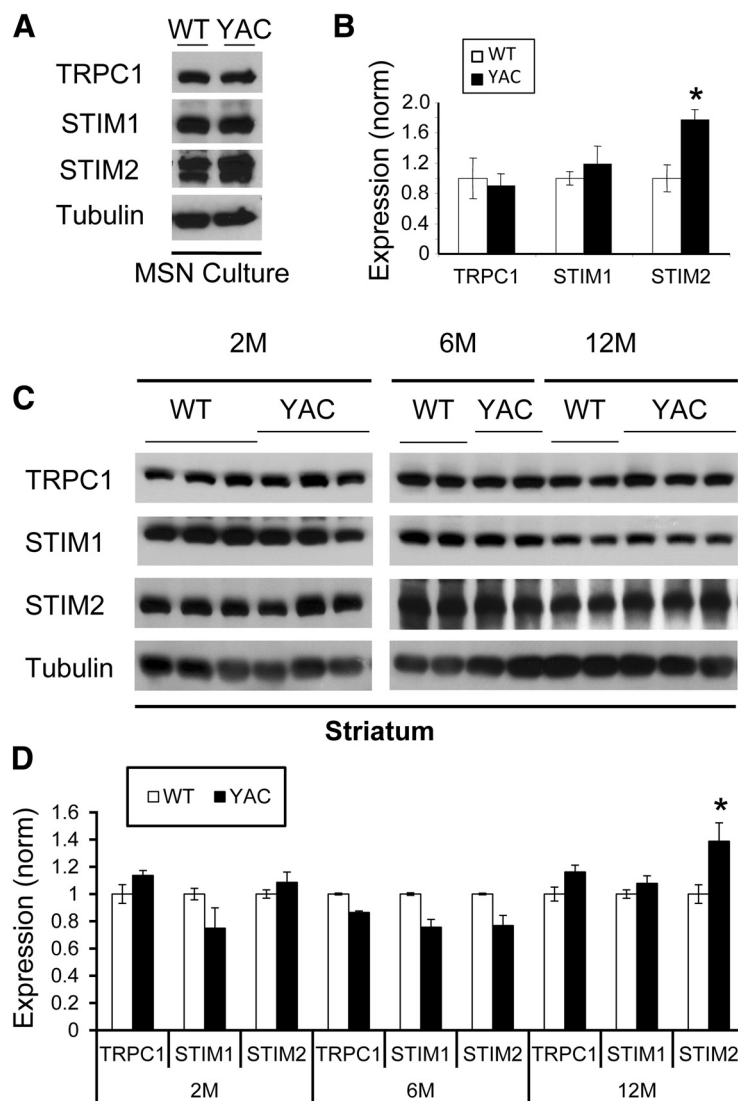 A
WT YAC
TRPC1
STIM1
STIM2
Tubulin
MSN Culture
B
WT
YAC
Expression (norm)
2.0
1.6
1.2
0.8
0.4
0
*
TRPC1 STIM1 STIM2
2M 6M 12M
C
WT YAC WT YAC WT YAC
TRPC1
STIM1
STIM2
Tubulin
Striatum
D
WT YAC
Expression (norm)
1.6
1.4
1.2
1
0.8
0.6
0.4
0.2
0
*
TRPC1 STIM1 STIM2 TRPC1 STIM1 STIM2 TRPC1 STIM1 STIM2
2M 6M 12M